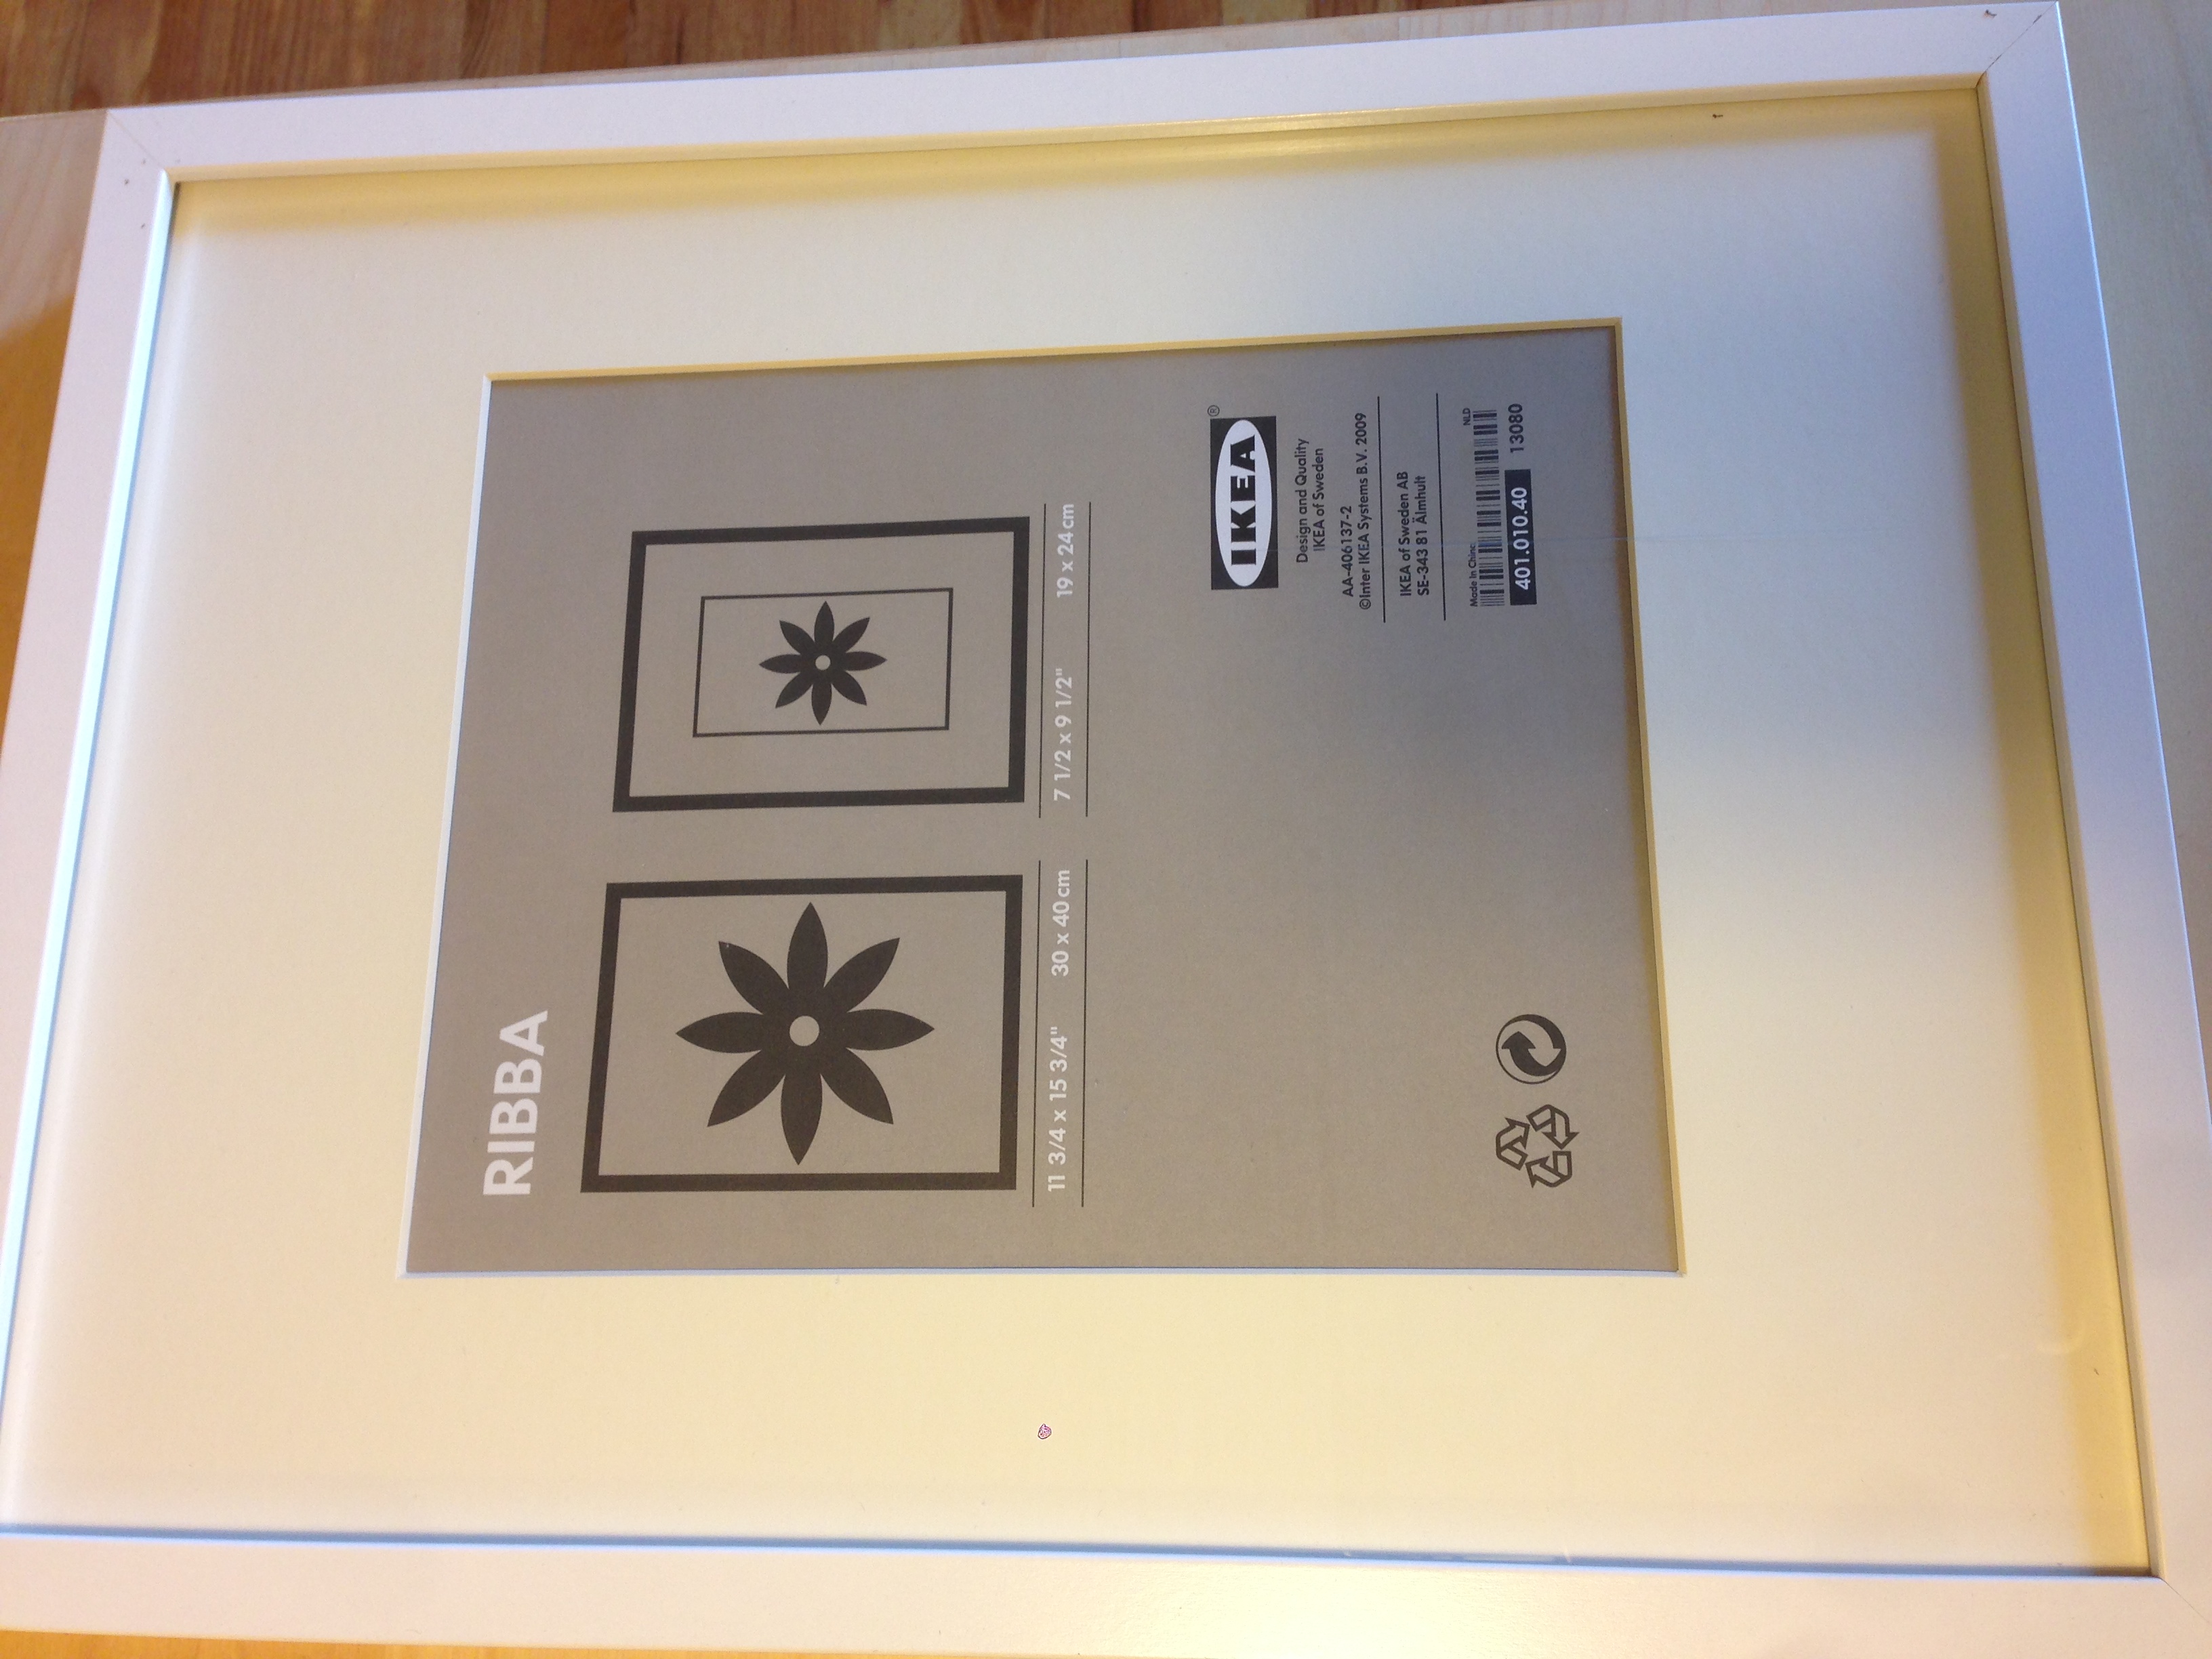 RIBBA
11 3/4 x 15 3/4" 30 x 40 cm
7 1/2 x 9 1/2" 19 x 24 cm
IKEA®
Design and Quality
IKEA of Sweden
AA-406137-2
©Inter IKEA Systems B.V. 2009
IKEA of Sweden AB
SE-343 81 Älmhult
Made in China NLD
401.010.40 13080